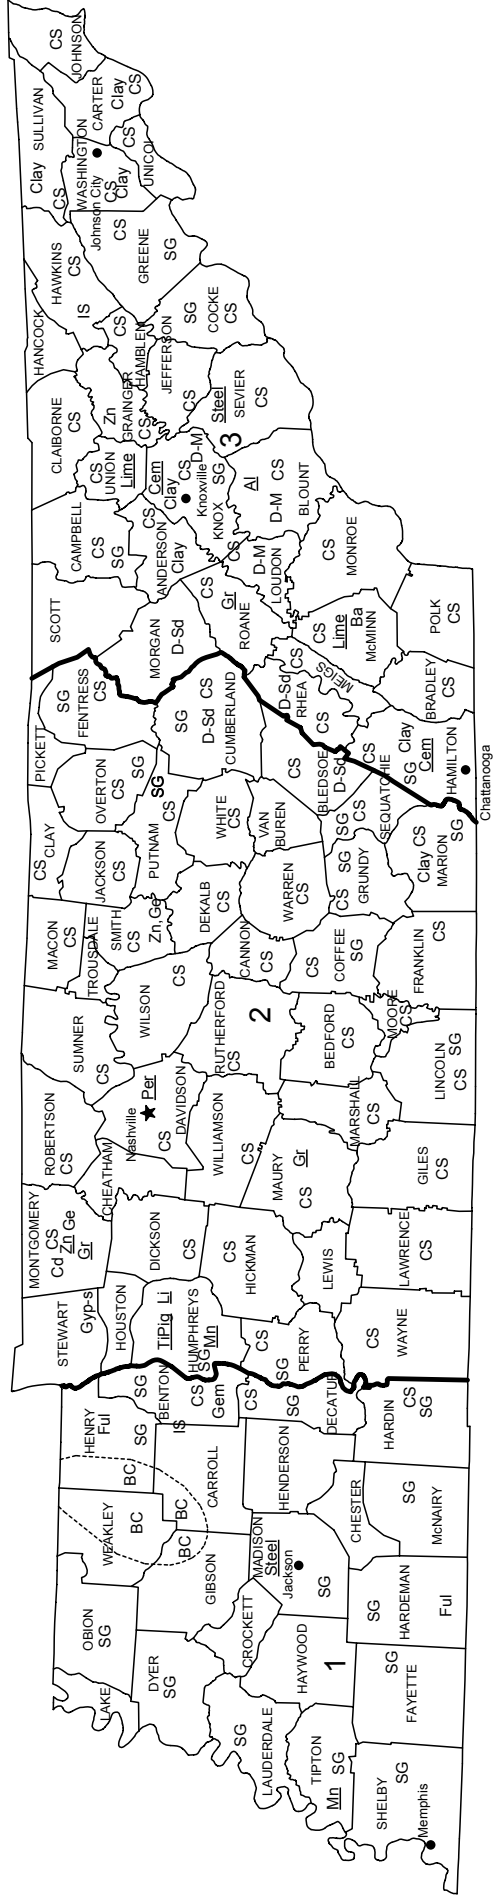 LAKE
OBION
SG
DYER
SG
WEAKLEY
BC
BC
BC
BC
HENRY
Ful
SG
GIBSON
CARROLL
CROCKETT
LAUDERDALE
SG
HAYWOOD
1
TIPTON
Mn
SG
SHELBY
SG
Memphis
FAYETTE
SG
HARDEMAN
SG
Ful
MADISON
Steel
Jackson
SG
HENDERSON
CHESTER
McNAIRY
SG
HARDIN
CS
SG
DECATUR
SG
CS
BENTON
SG
IS
CS
Gem
STEWART
Gyp-s
HOUSTON
TiPig Li
HUMPHREYS
SG
Mn
PERRY
CS
SG
WAYNE
CS
MONTGOMERY
Cd CS
Zn Ge
Gr
DICKSON
CS
HICKMAN
CS
LEWIS
LAWRENCE
CS
ROBERTSON
CS
CHEATHAM
Nashville
Per
DAVIDSON
CS
WILLIAMSON
CS
MAURY
Gr
CS
GILES
CS
MARSHALL
CS
SUMNER
CS
WILSON
CS
RUTHERFORD
CS
2
BEDFORD
CS
MOORE
CS
LINCOLN
CS
SG
MACON
CS
TROUSDALE
SMITH
CS
Zn, Ge
CANNON
CS
COFFEE
CS
SG
FRANKLIN
CS
CLAY
CS
JACKSON
CS
PUTNAM
CS
SG
DEKALB
CS
WHITE
CS
WARREN
CS
VAN
BUREN
GRUNDY
CS
SG
MARION
Clay
CS
SG
PICKETT
OVERTON
CS
SG
FENTRESS
SG
CS
CUMBERLAND
SG
D-Sd CS
BLEDSOE
CS
D-Sd
SEQUATCHIE
SG
CS
CS
HAMILTON
SG
Clay
Cem
Chattanooga
RHEA
D-Sd
CS
MEIGS
CS
SCOTT
MORGAN
D-Sd
ROANE
CS
Gr
McMINN
CS
Lime
Ba
BRADLEY
CS
POLK
CS
CAMPBELL
CS
SG
ANDERSON
CS
Clay
LOUDON
CS
D-M
MONROE
CS
CLAIBORNE
CS
UNION
CS
Lime
KNOX
Cem
Clay
CS
D-M
Knoxville
SG
BLOUNT
Al
D-M CS
HANCOCK
GRAINGER
Zn
CS
HAMBLEN
CS
JEFFERSON
CS
SEVIER
Steel
CS
3
HAWKINS
IS
CS
COCKE
SG
CS
GREENE
CS
SG
SULLIVAN
Clay
CS
WASHINGTON
Johnson City
CS
Clay
UNICOI
CS
CARTER
Clay
CS
JOHNSON
CS